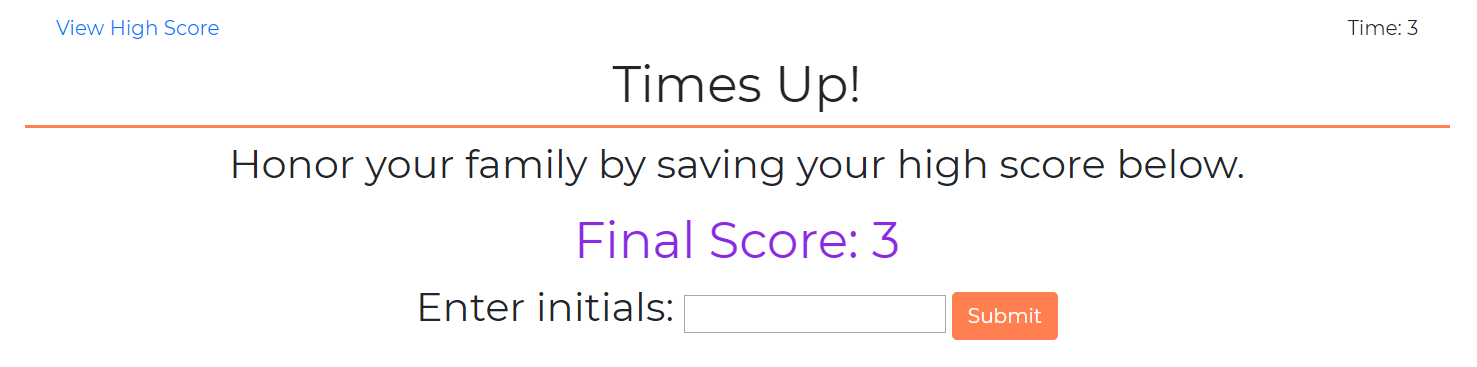 View High Score
Time: 3
Times Up!
Honor your family by saving your high score below.
Final Score: 3
Enter initials:
Submit